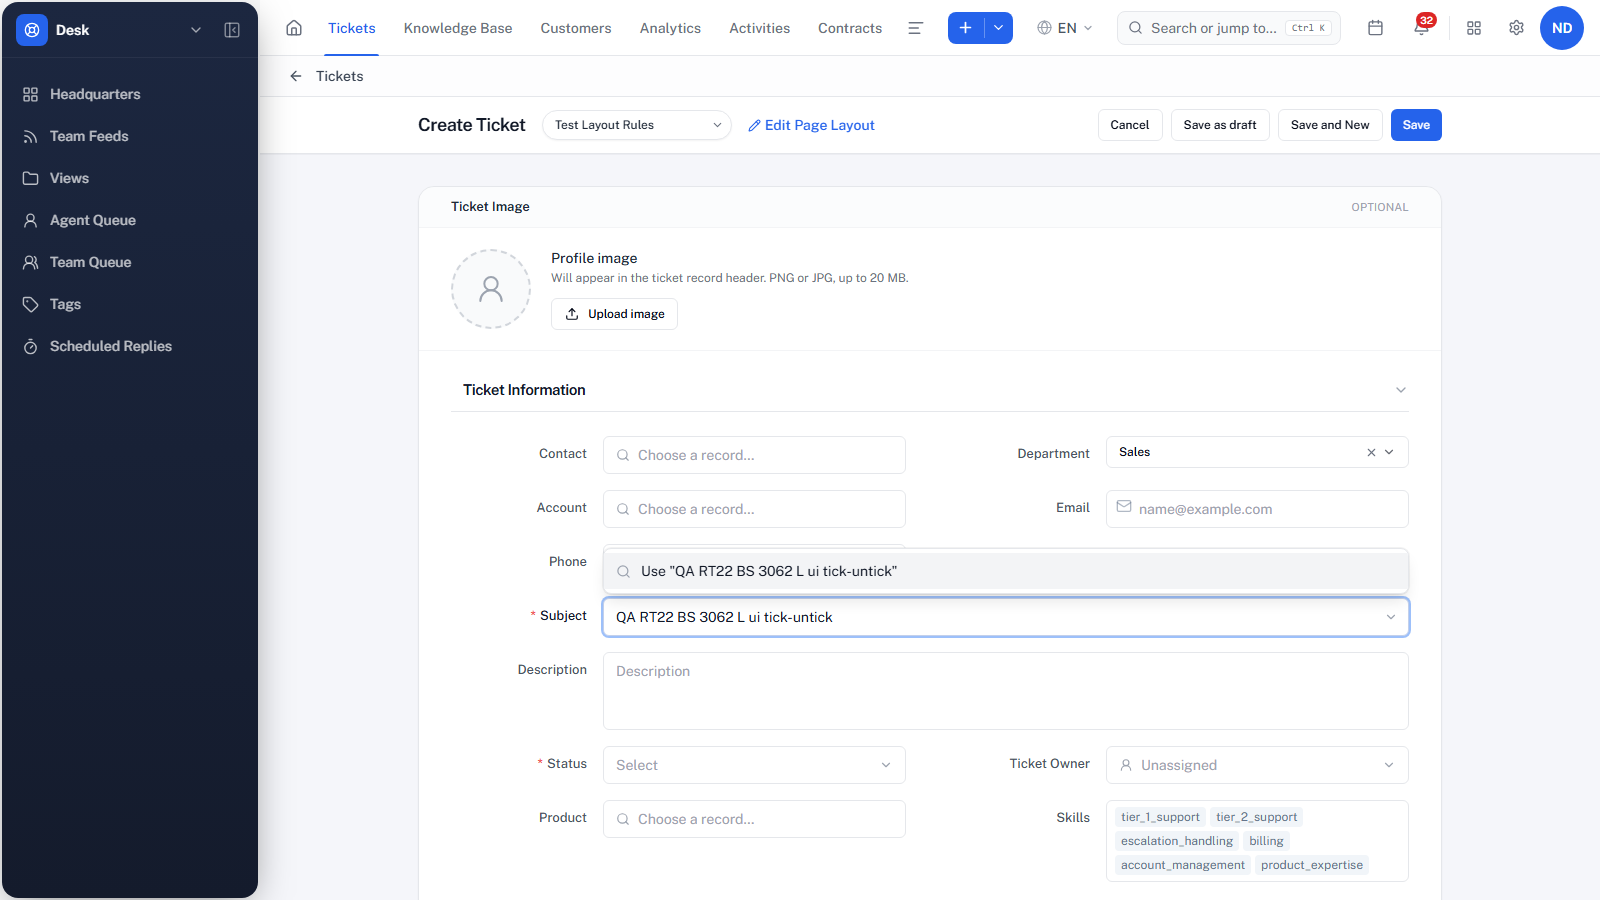 Desk
Headquarters
Team Feeds
Views
Agent Queue
Team Queue
Tags
Scheduled Replies
Tickets
Knowledge Base
Customers
Analytics
Activities
Contracts
EN
Search or jump to...
Ctrl K
32
ND
Tickets
Create Ticket
Test Layout Rules
Edit Page Layout
Cancel
Save as draft
Save and New
Save
Ticket Image
OPTIONAL
Profile image
Will appear in the ticket record header. PNG or JPG, up to 20 MB.
Upload image
Ticket Information
Contact
Choose a record...
Department
Sales
Account
Choose a record...
Email
name@example.com
Phone
Use "QA RT22 BS 3062 L ui tick-untick"
* Subject
QA RT22 BS 3062 L ui tick-untick
Description
Description
* Status
Select
Ticket Owner
Unassigned
Product
Choose a record...
Skills
tier_1_support tier_2_support
escalation_handling billing
account_management product_expertise